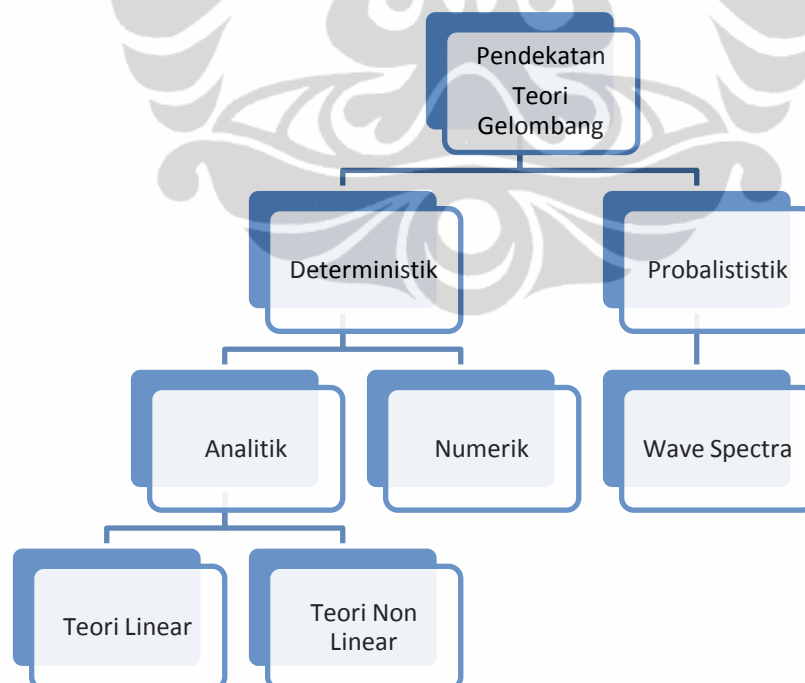 Pendekatan
Teori
Gelombang
Deterministik
Probalististik
Analitik
Numerik
Wave Spectra
Teori Linear
Teori Non
Linear